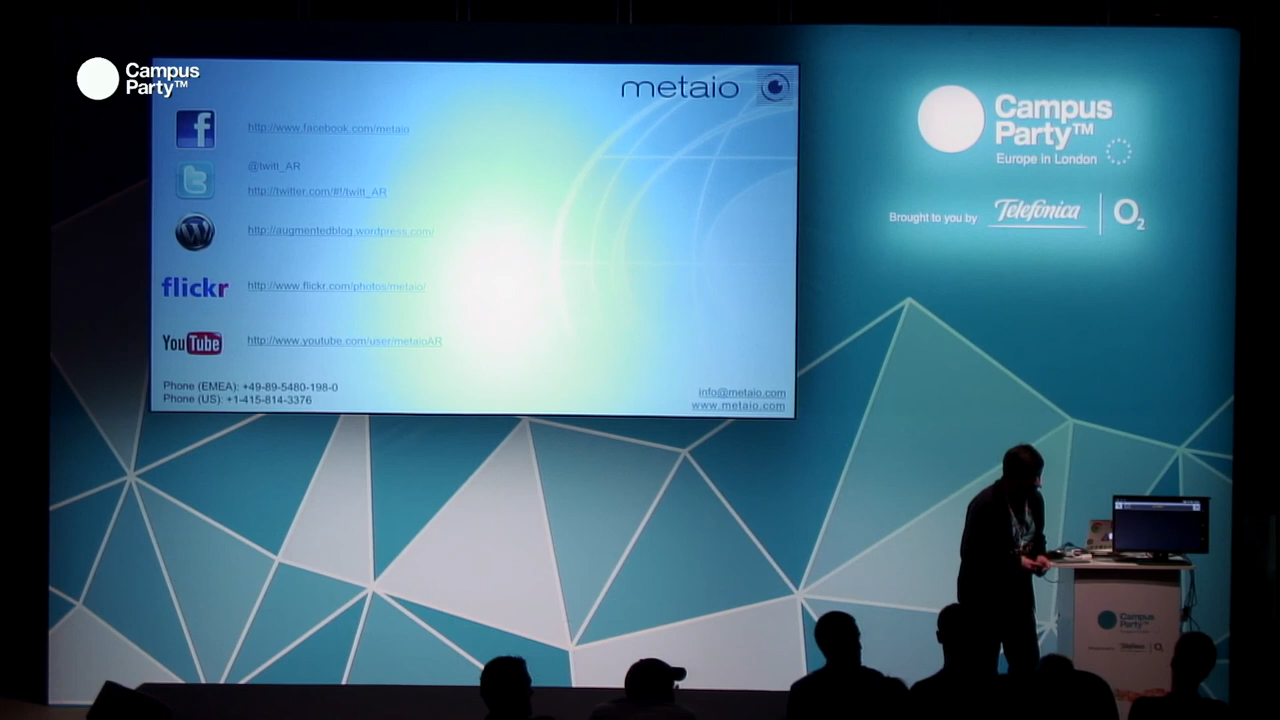 Campus
Party™
metaio
f
http://www.facebook.com/metaio
@twitt_AR
http://twitter.com/#!/twitt_AR
http://augmentedblog.wordpress.com/
flickr
http://www.flickr.com/photos/metaio/
YouTube
http://www.youtube.com/user/metaioAR
Phone (EMEA): +49-89-5480-198-0
Phone (US): +1-415-814-3376
info@metaio.com
www.metaio.com
Campus
Party™
Europe in London
Brought to you by Telefónica O2
Campus
Party